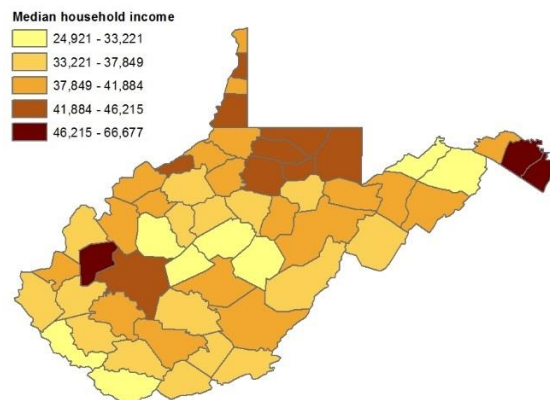 Median household income
24,921 - 33,221
33,221 - 37,849
37,849 - 41,884
41,884 - 46,215
46,215 - 66,677